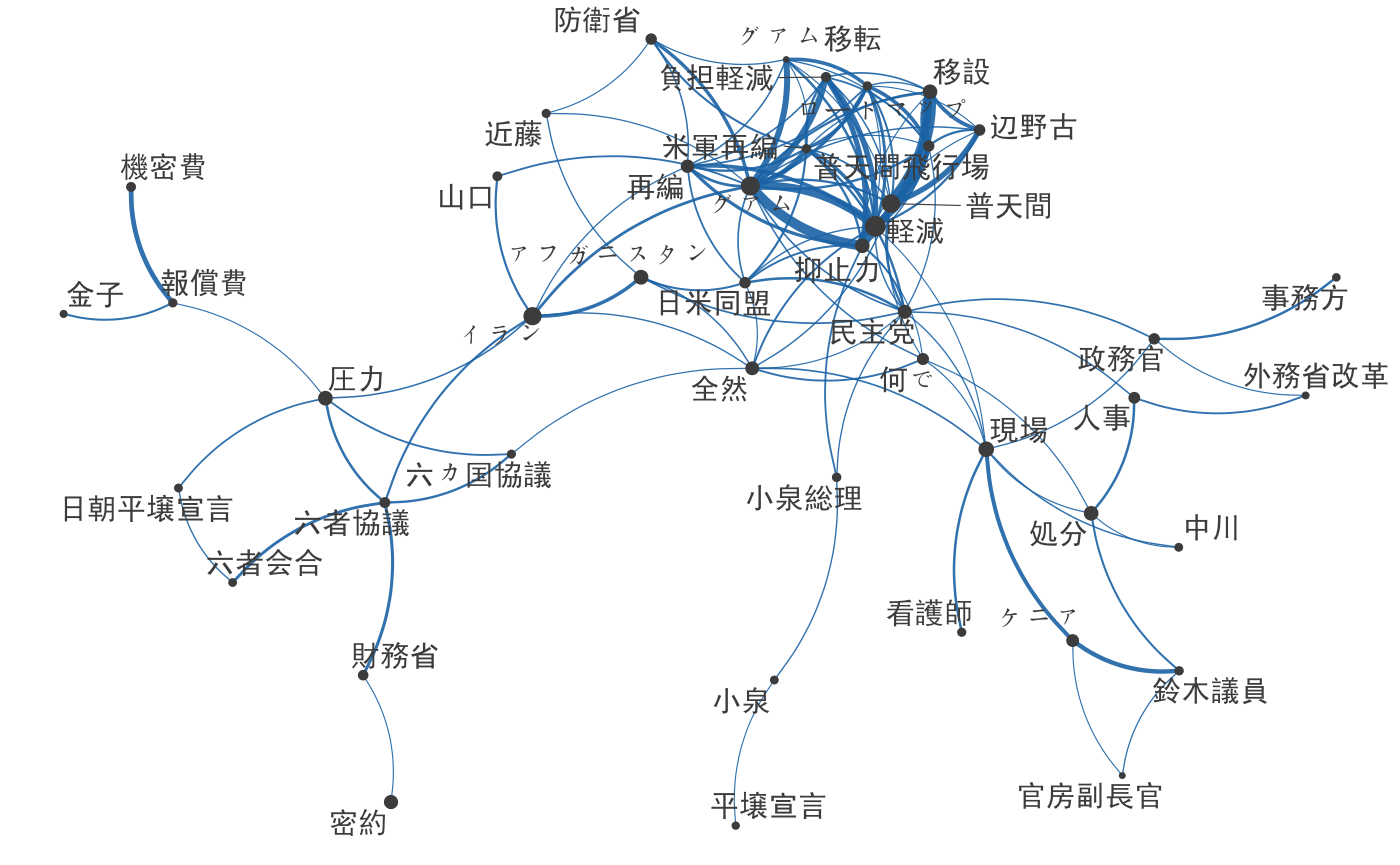 防衛省
グアム移転
負担軽減
移設
ロードマップ
近藤
辺野古
米軍再編
普天間飛行場
機密費
再編
山口
グアム
普天間
軽減
アフガニスタン
抑止力
報償費
金子
日米同盟
事務方
イラン
民主党
政務官
圧力
全然
何で
外務省改革
人事
現場
六カ国協議
小泉総理
日朝平壌宣言
六者協議
処分
中川
六者会合
看護師
ケニア
財務省
小泉
鈴木議員
官房副長官
平壌宣言
密約